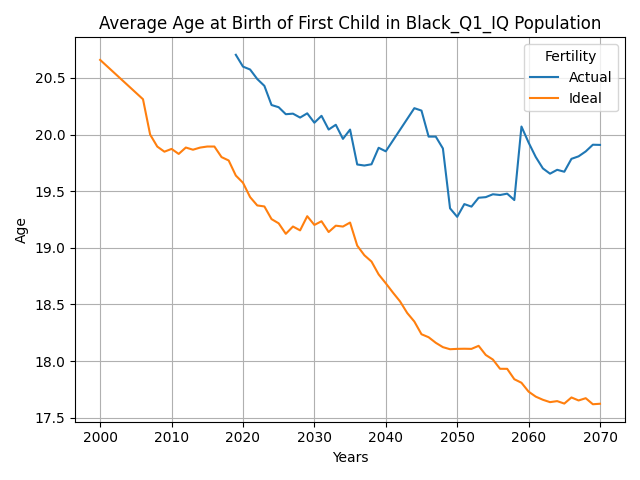 Average Age at Birth of First Child in Black_Q1_IQ Population
Fertility
Actual
Ideal
Age
20.5
20.0
19.5
19.0
18.5
18.0
17.5
2000 2010 2020 2030 2040 2050 2060 2070
Years